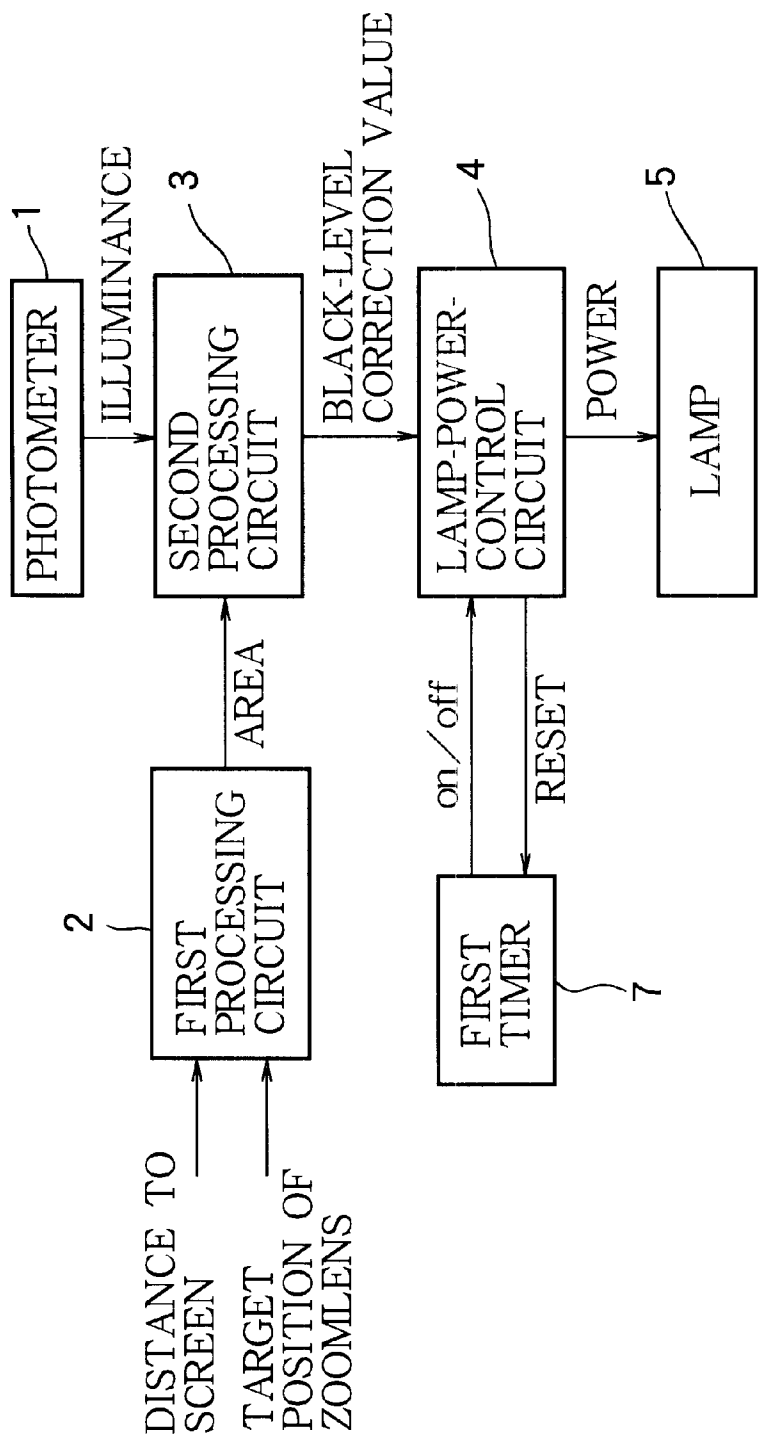 1
PHOTOMETER
ILLUMINANCE
3
SECOND
PROCESSING
CIRCUIT
AREA
2
FIRST
PROCESSING
CIRCUIT
DISTANCE TO
SCREEN
TARGET
POSITION OF
ZOOMLENS
BLACK-LEVEL
CORRECTION VALUE
4
LAMP-POWER-
CONTROL
CIRCUIT
on/off
RESET
FIRST
TIMER
7
POWER
5
LAMP